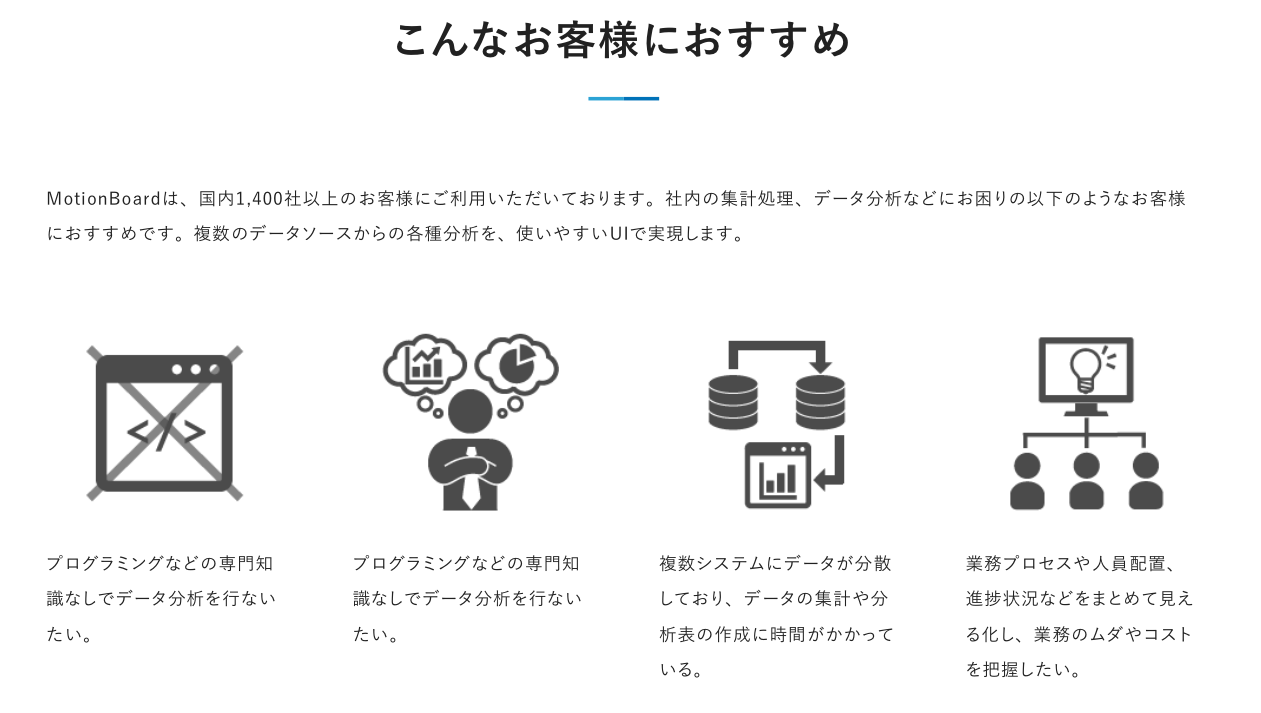 こんなお客様におすすめ
MotionBoardは、国内1,400社以上のお客様にご利用いただいております。社内の集計処理、データ分析などにお困りの以下のようなお客様
におすすめです。複数のデータソースからの各種分析を、使いやすいUIで実現します。
</>
プログラミングなどの専門知
識なしでデータ分析を行ない
たい。
プログラミングなどの専門知
識なしでデータ分析を行ない
たい。
複数システムにデータが分散
しており、データの集計や分
析表の作成に時間がかかって
いる。
業務プロセスや人員配置、
進捗状況などをまとめて見え
る化し、業務のムダやコスト
を把握したい。